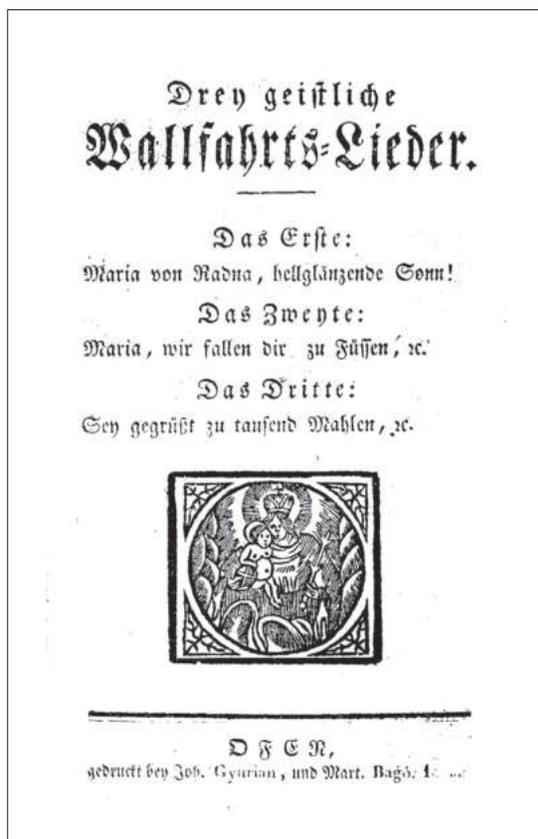 Drey geistliche
Wallfahrts-Lieder.
Das Erste:
Maria von Radna, hellglänzende Sonn!
Das Zweyte:
Maria, wir fallen dir zu Füssen, ꝛc.
Das Dritte:
Sey gegrüßt zu tausend Mahlen, ꝛc.
OFEN,
gedruckt bey Joh. Gyurian, und Mart. Bagó.